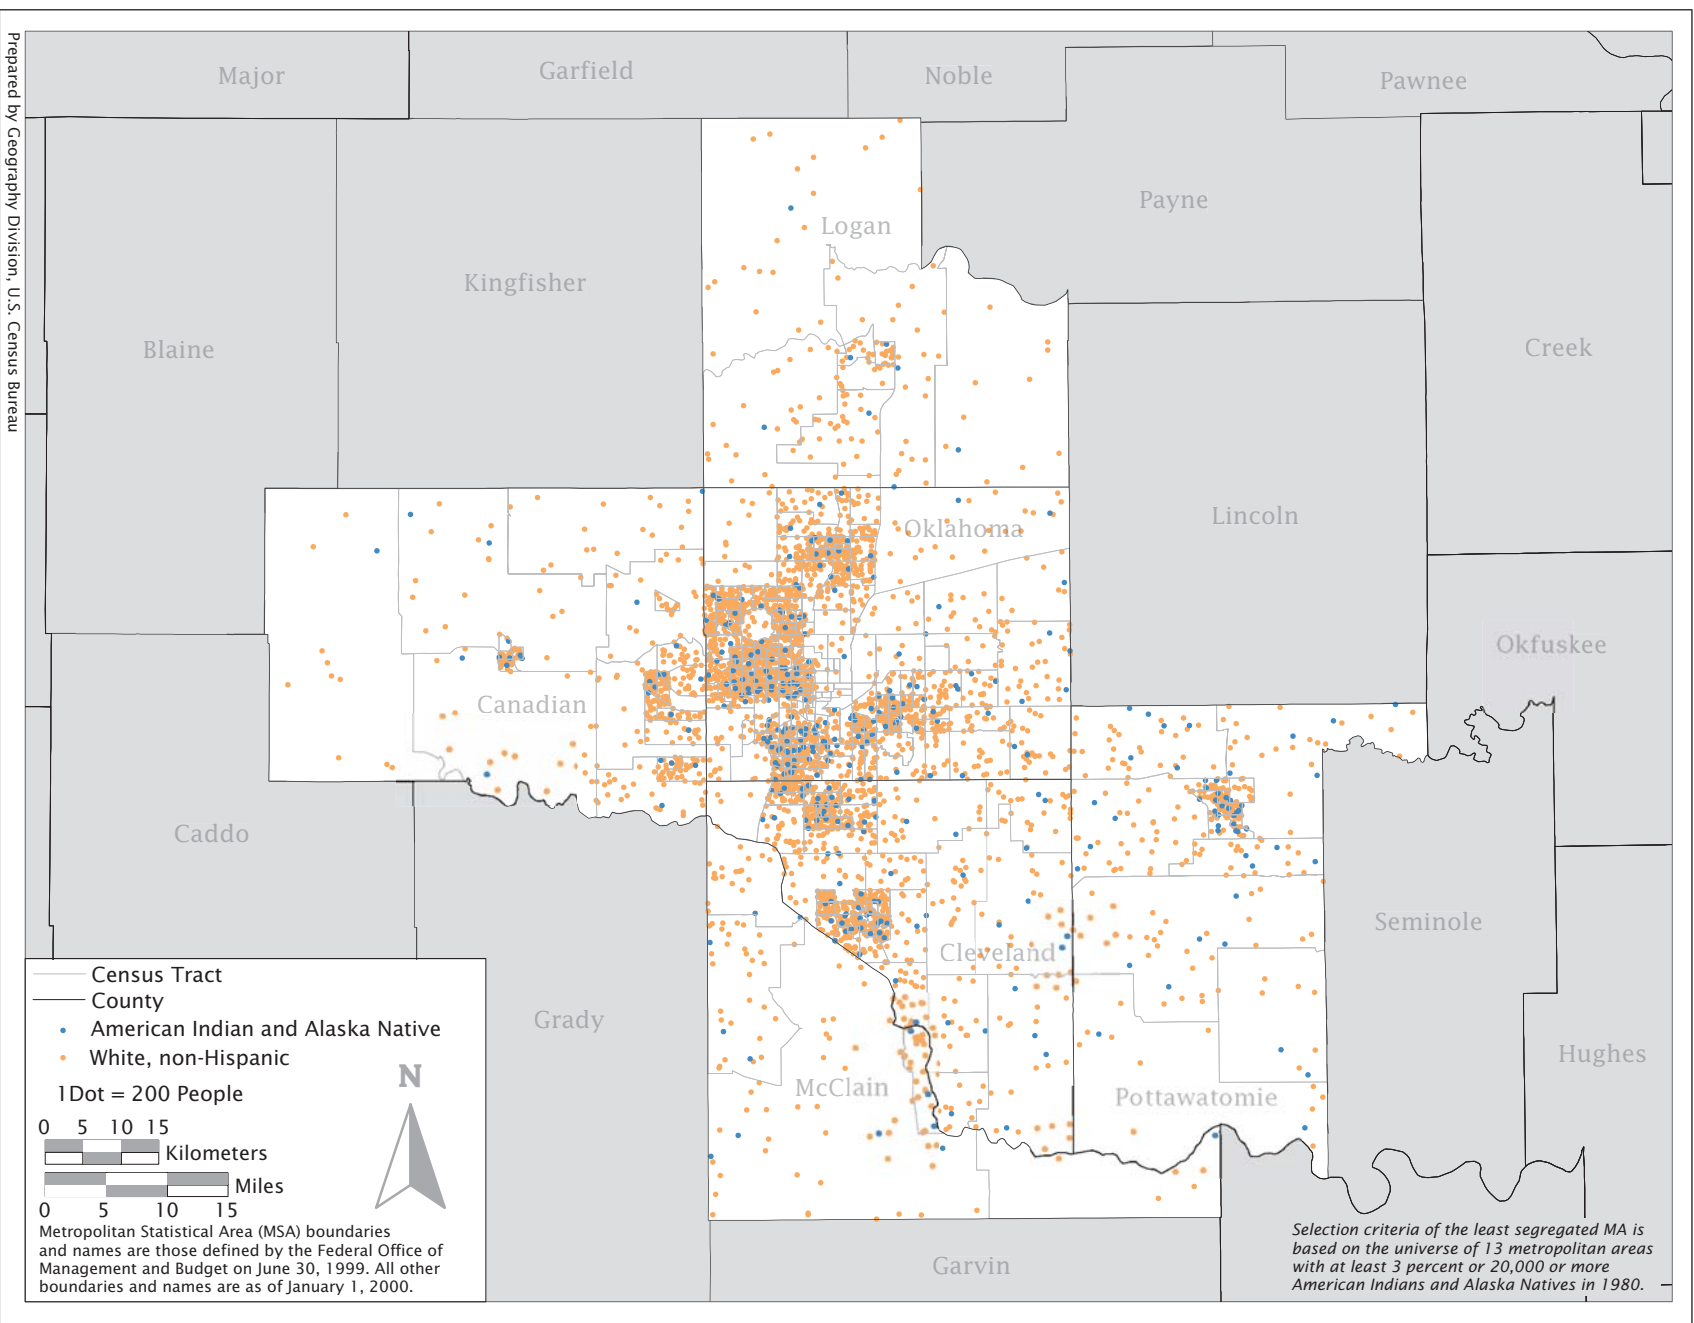 Prepared by Geography Division, U.S. Census Bureau
Major
Garfield
Noble
Pawnee
Payne
Logan
Kingfisher
Blaine
Creek
Oklahoma
Lincoln
Okfuskee
Canadian
Caddo
Seminole
Cleveland
Grady
Hughes
McClain
Pottawatomie
Garvin
Census Tract
County
American Indian and Alaska Native
White, non-Hispanic
1Dot = 200 People
N
0 5 10 15
Kilometers
Miles
0 5 10 15
Metropolitan Statistical Area (MSA) boundaries
and names are those defined by the Federal Office of
Management and Budget on June 30, 1999. All other
boundaries and names are as of January 1, 2000.
Selection criteria of the least segregated MA is
based on the universe of 13 metropolitan areas
with at least 3 percent or 20,000 or more
American Indians and Alaska Natives in 1980.